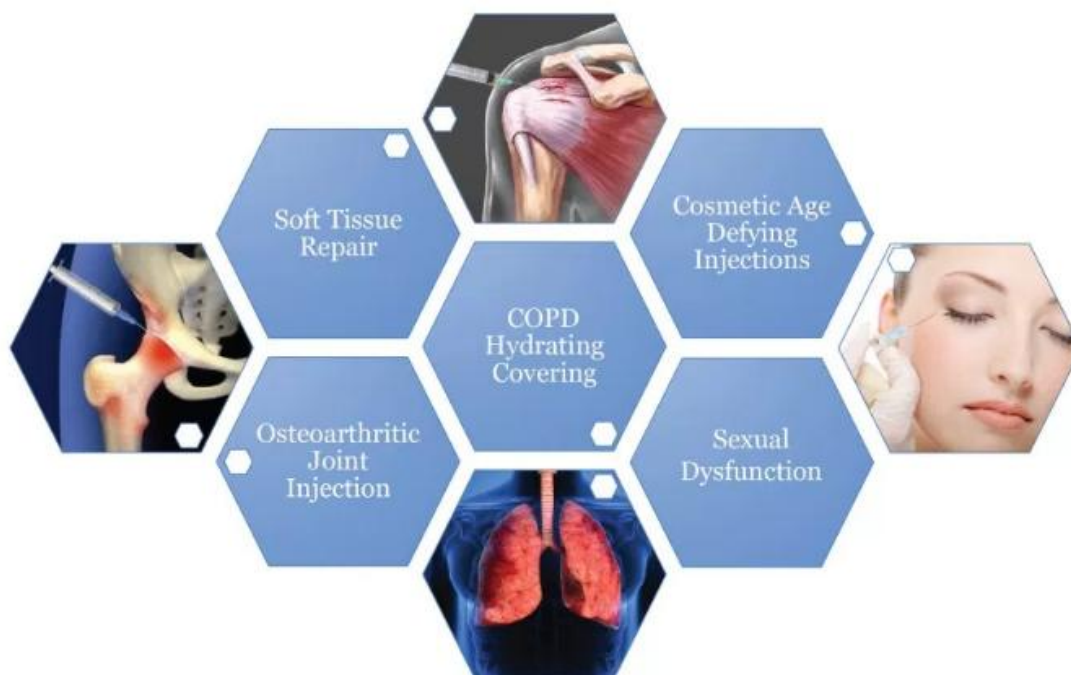 Soft Tissue
Repair
Cosmetic Age
Defying
Injections
COPD
Hydrating
Covering
Osteoarthritic
Joint
Injection
Sexual
Dysfunction